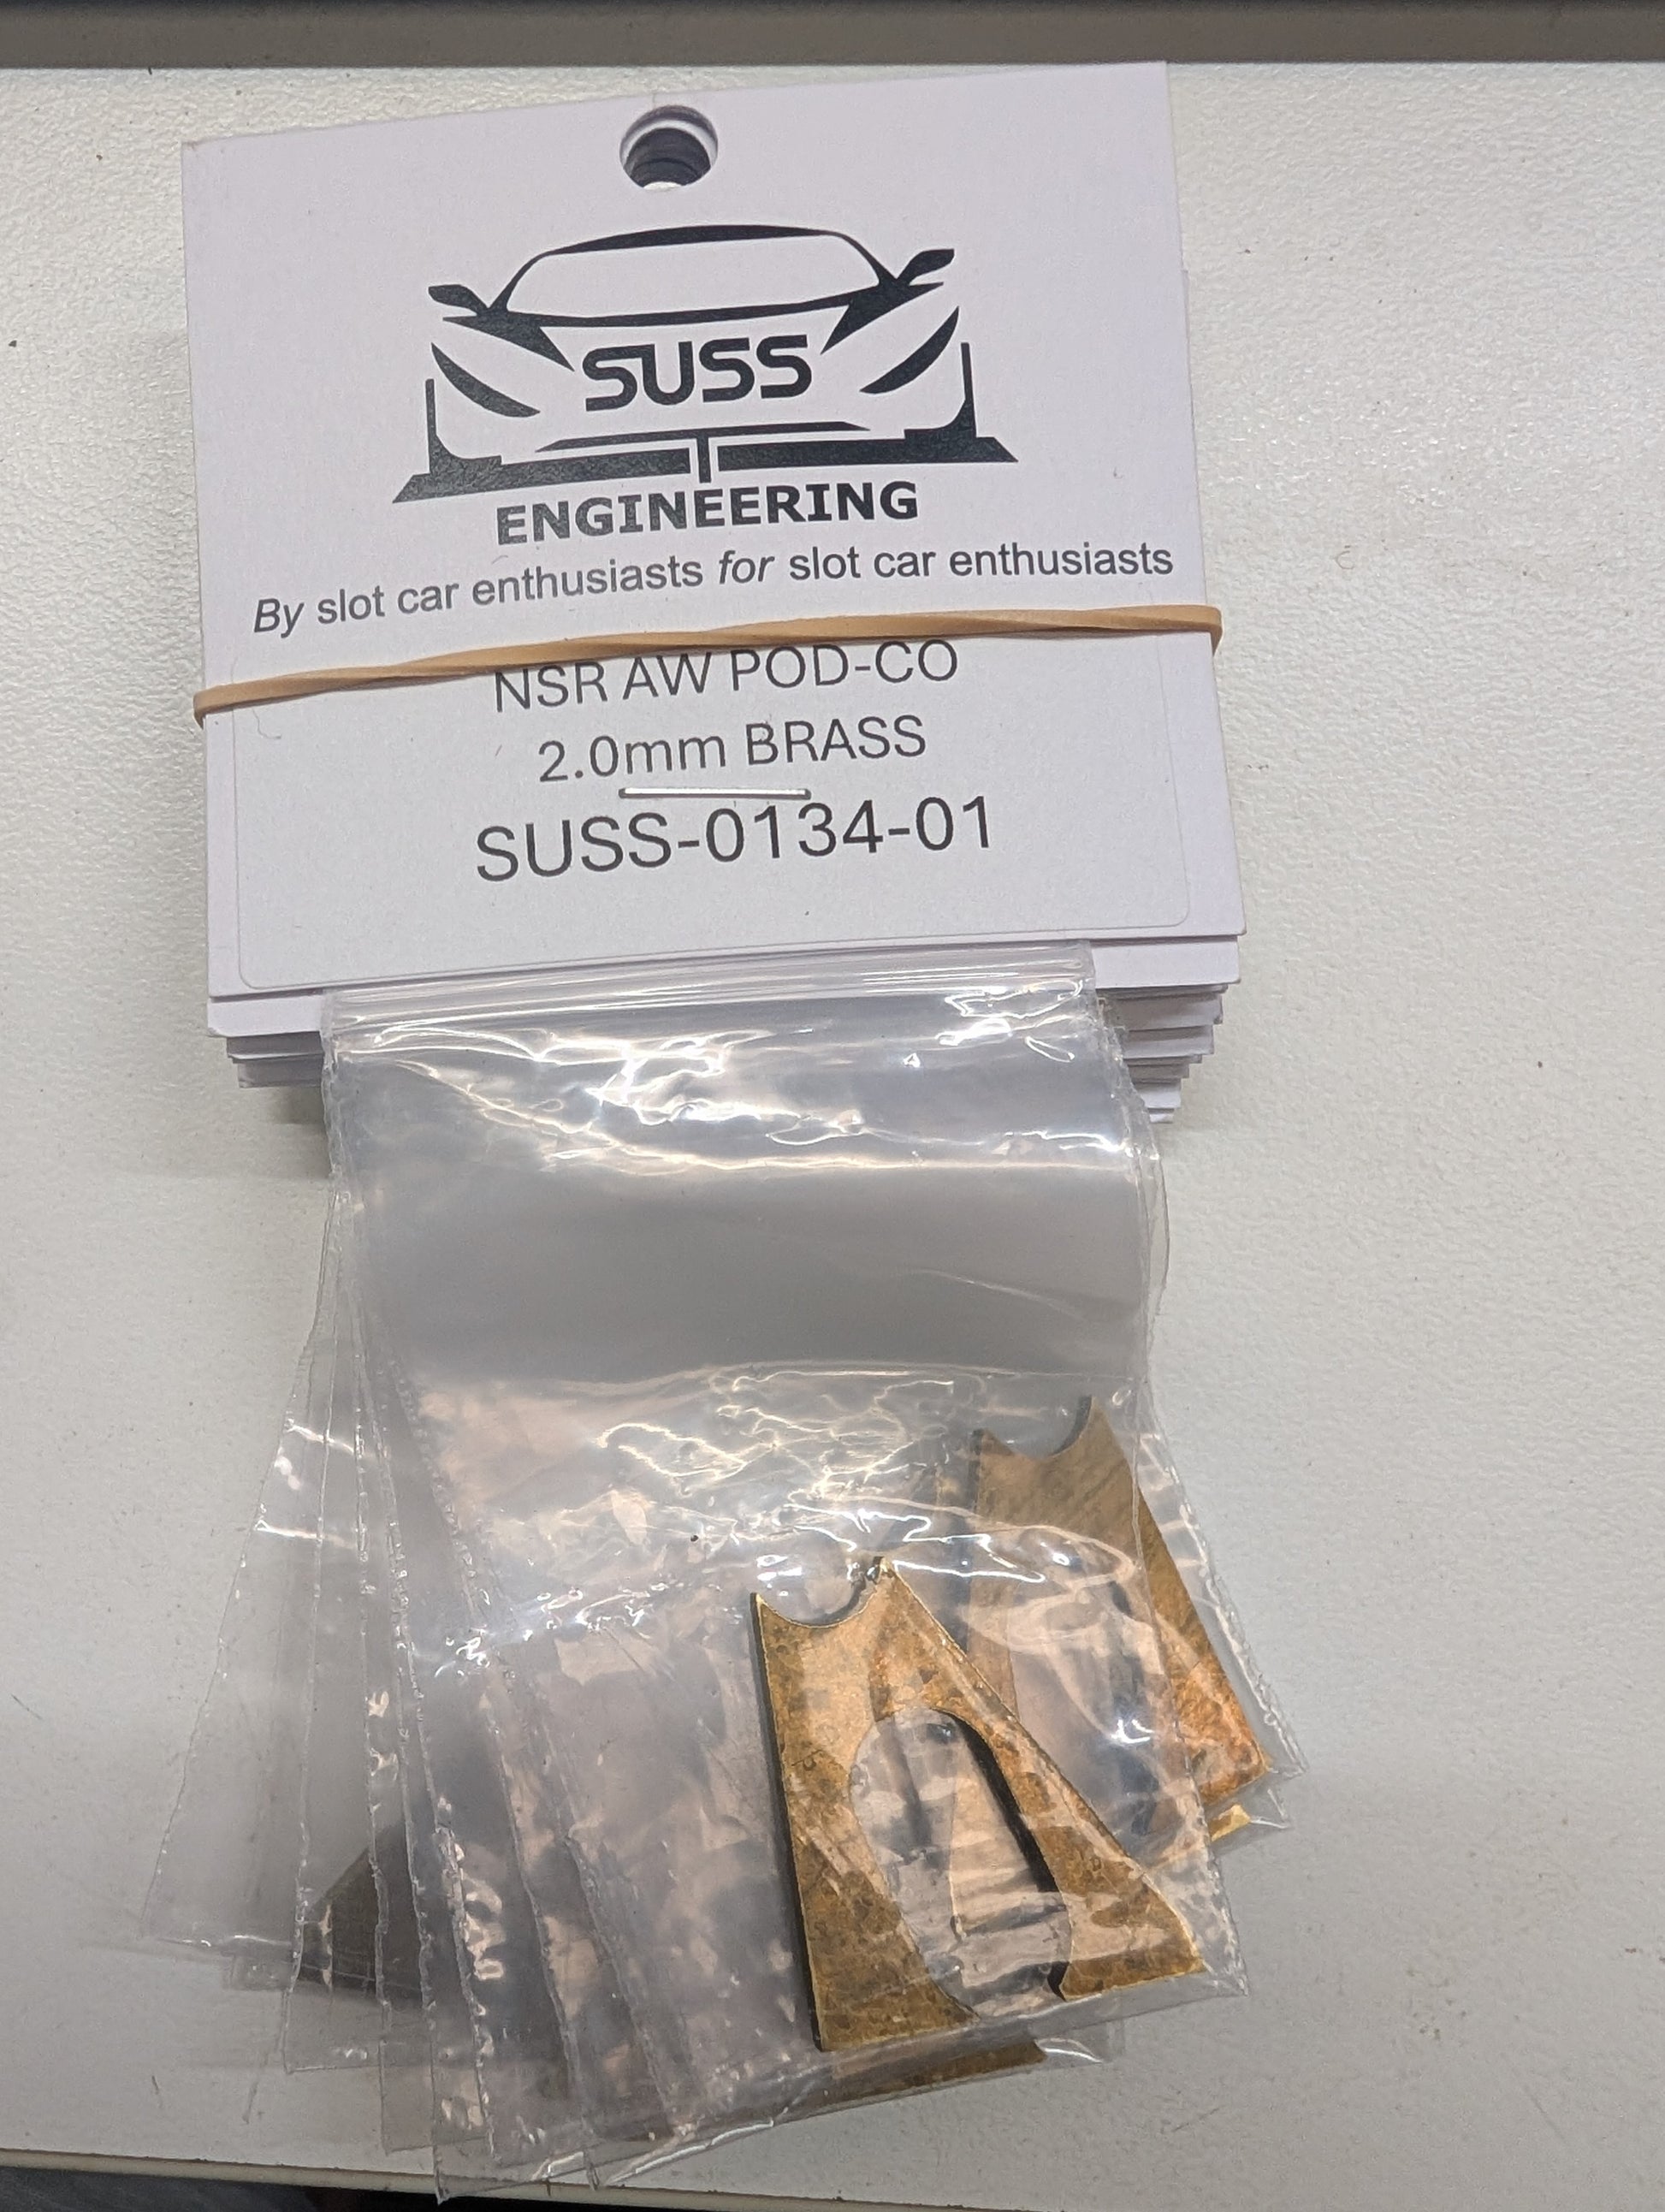 SUSS
ENGINEERING
By slot car enthusiasts for slot car enthusiasts
NSR AW POD-CO
2.0mm BRASS
SUSS-0134-01